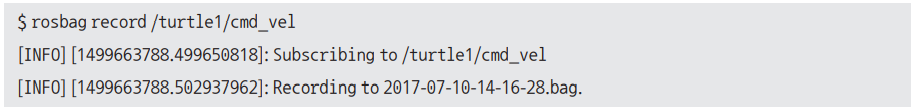 $ rosbag record /turtle1/cmd_vel
[INFO] [1499663788.499650818]: Subscribing to /turtle1/cmd_vel
[INFO] [1499663788.502937962]: Recording to 2017-07-10-14-16-28.bag.